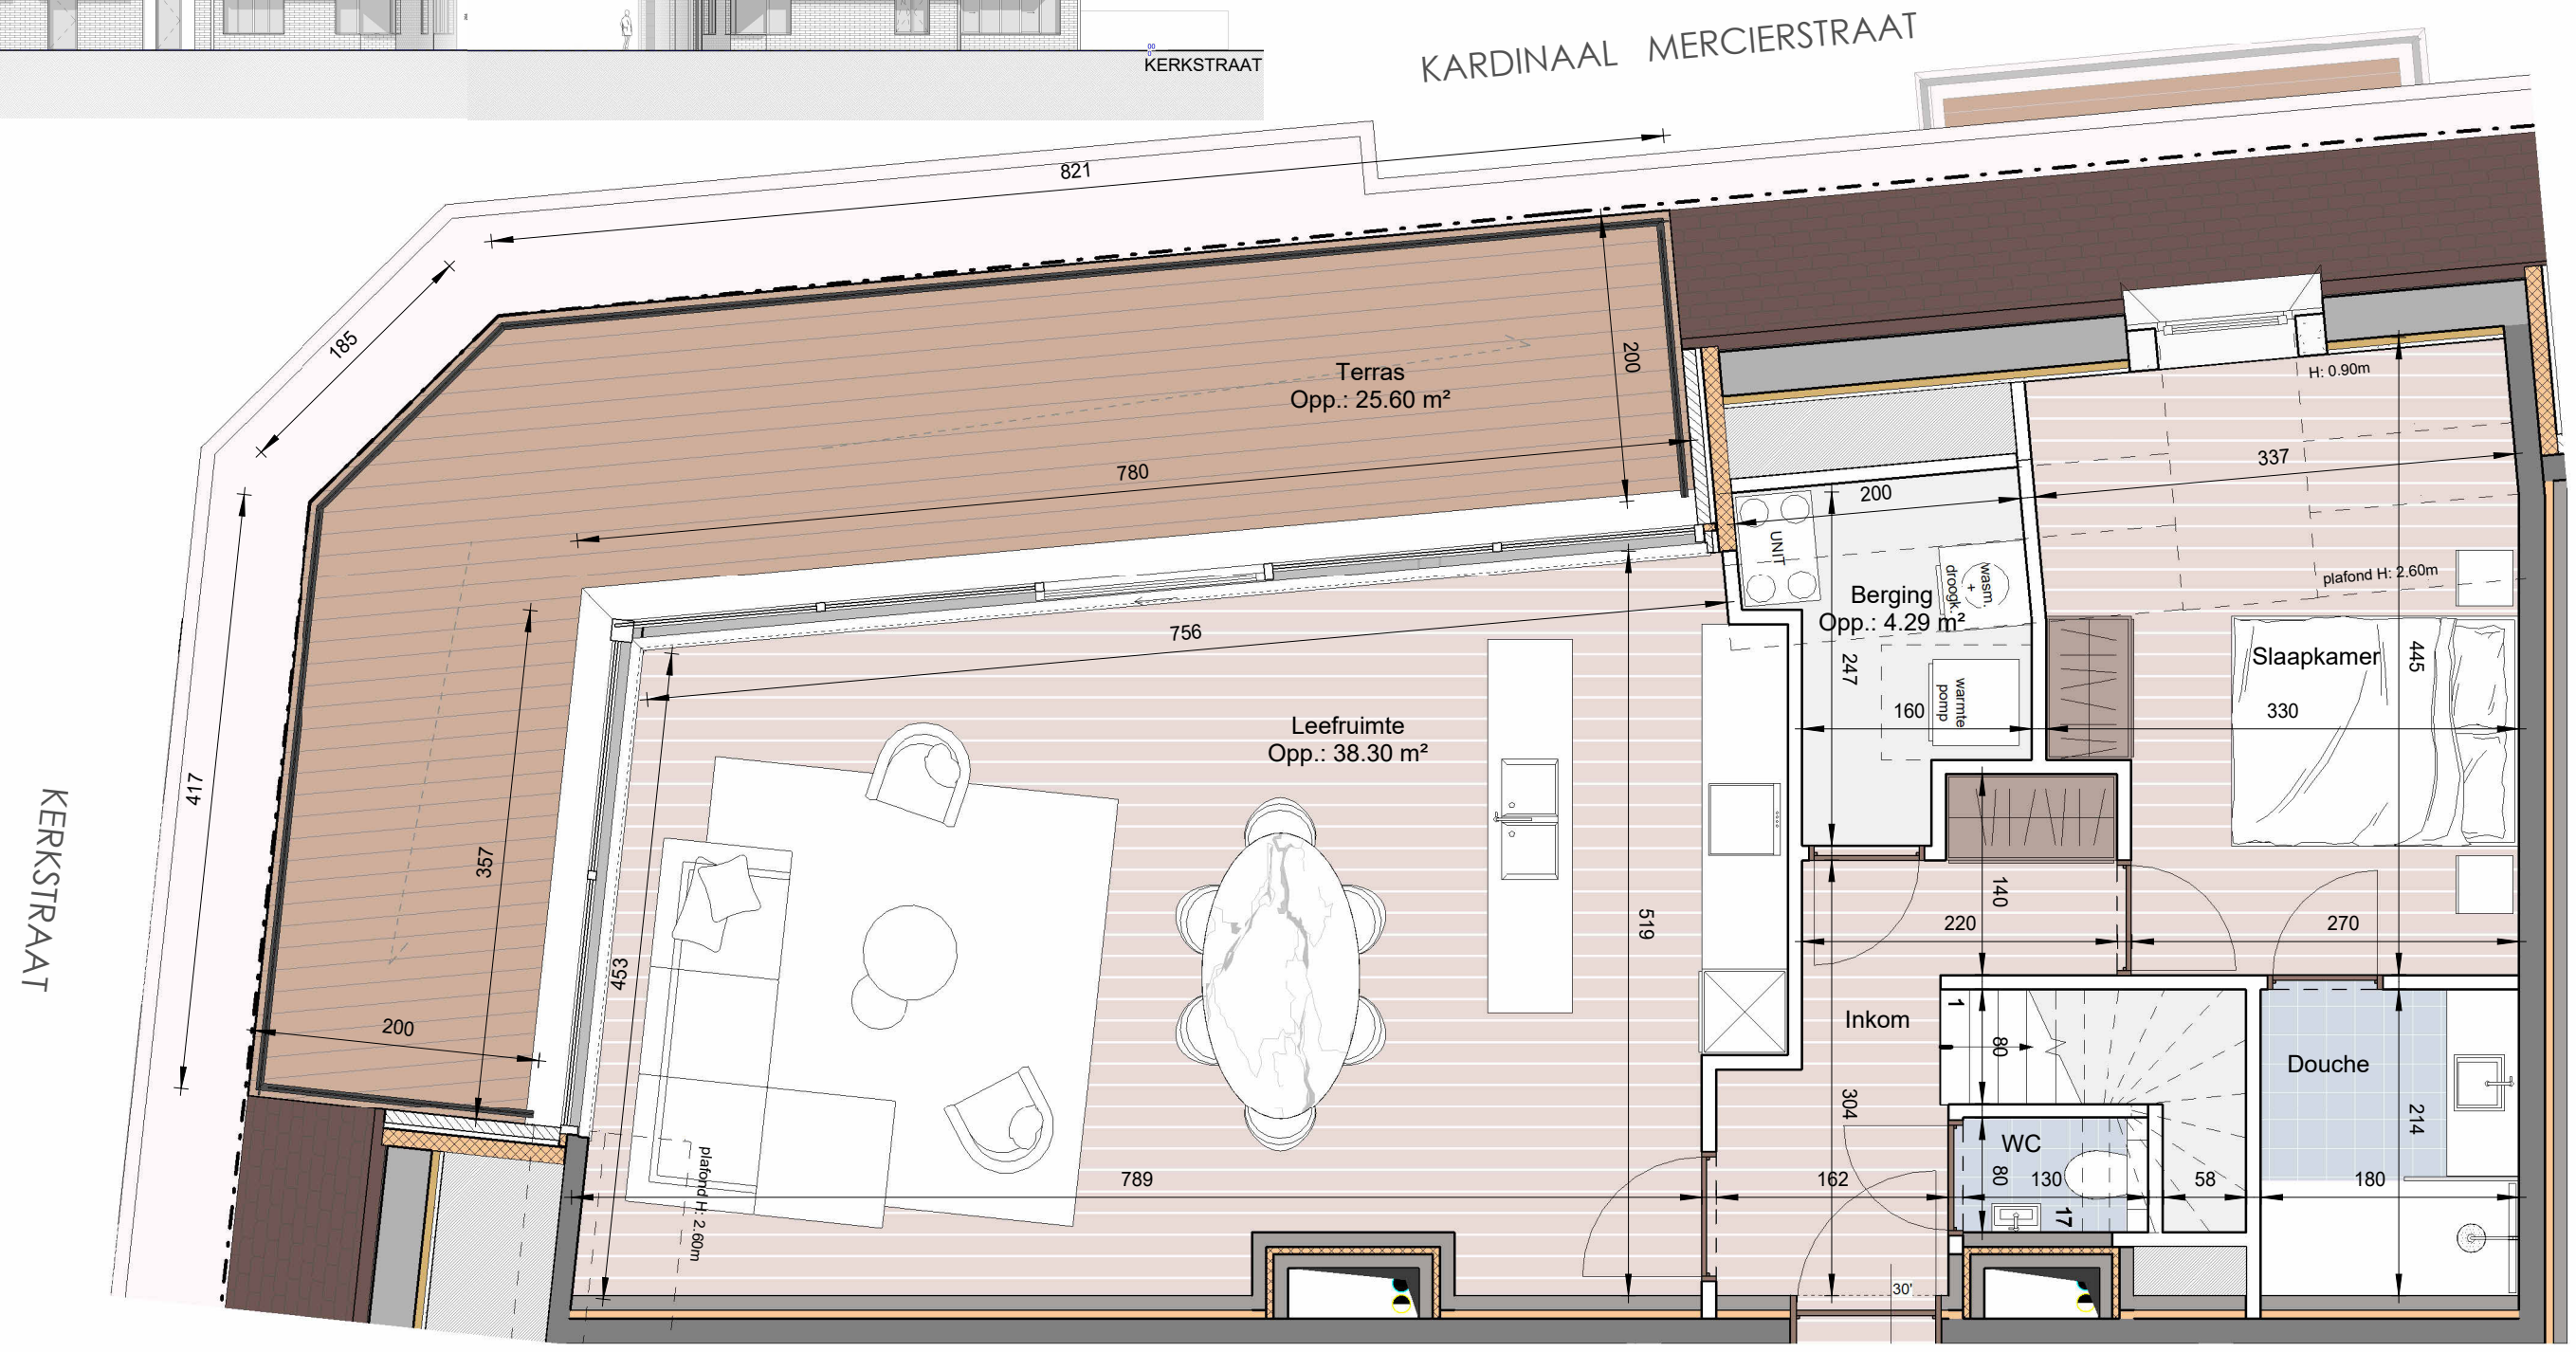 KERKSTRAAT
KARDINAAL MERCIERSTRAAT
821
185
417
KERKSTRAAT
Terras
Opp.: 25.60 m²
200
780
357
200
H: 0.90m
337
200
UNIT
wasm.
+
droogk.
Berging
Opp.: 4.29 m²
247
160
warmte
pomp
plafond H: 2.60m
Slaapkamer
445
330
756
Leefruimte
Opp.: 38.30 m²
453
519
789
plafond H: 2.60m
140
220
270
Inkom
1
80
304
Douche
214
WC
80
130
17
58
180
162
30'